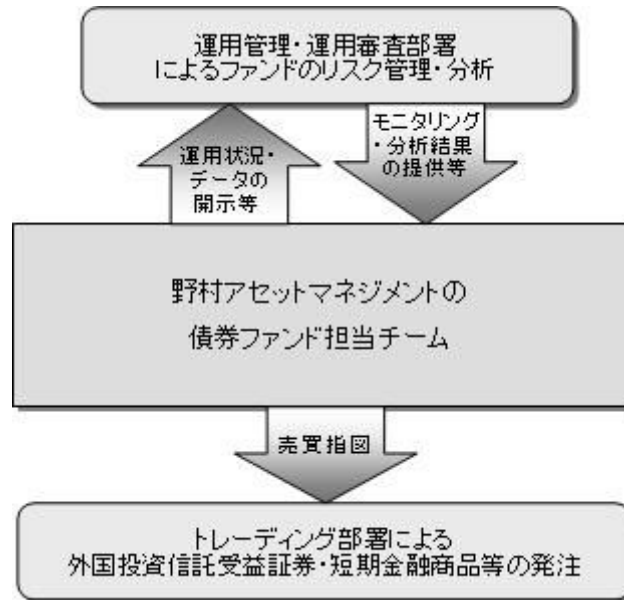 運用管理・運用審査部署
によるファンドのリスク管理・分析
運用状況・
データの
開示等
モニタリング
・分析結果
の提供等
野村アセットマネジメントの
債券ファンド担当チーム
売買指図
トレーディング部署による
外国投資信託受益証券・短期金融商品等の発注